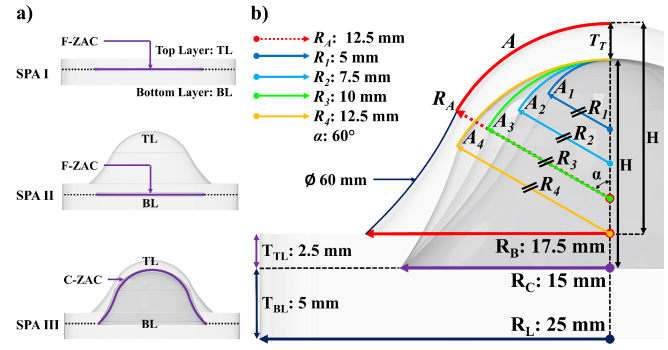 a)
F-ZAC
Top Layer: TL
SPA I
Bottom Layer: BL
TL
F-ZAC
SPA II
BL
TL
C-ZAC
SPA III
BL
b)
R_A: 12.5 mm
R_1: 5 mm
R_2: 7.5 mm
R_3: 10 mm
R_4: 12.5 mm
α: 60°
A
T_T
R_A
A_1
A_2
A_3
A_4
R_1
R_2
R_3
R_4
α
H
H
Ø 60 mm
T_TL: 2.5 mm
R_B: 17.5 mm
R_C: 15 mm
T_BL: 5 mm
R_L: 25 mm